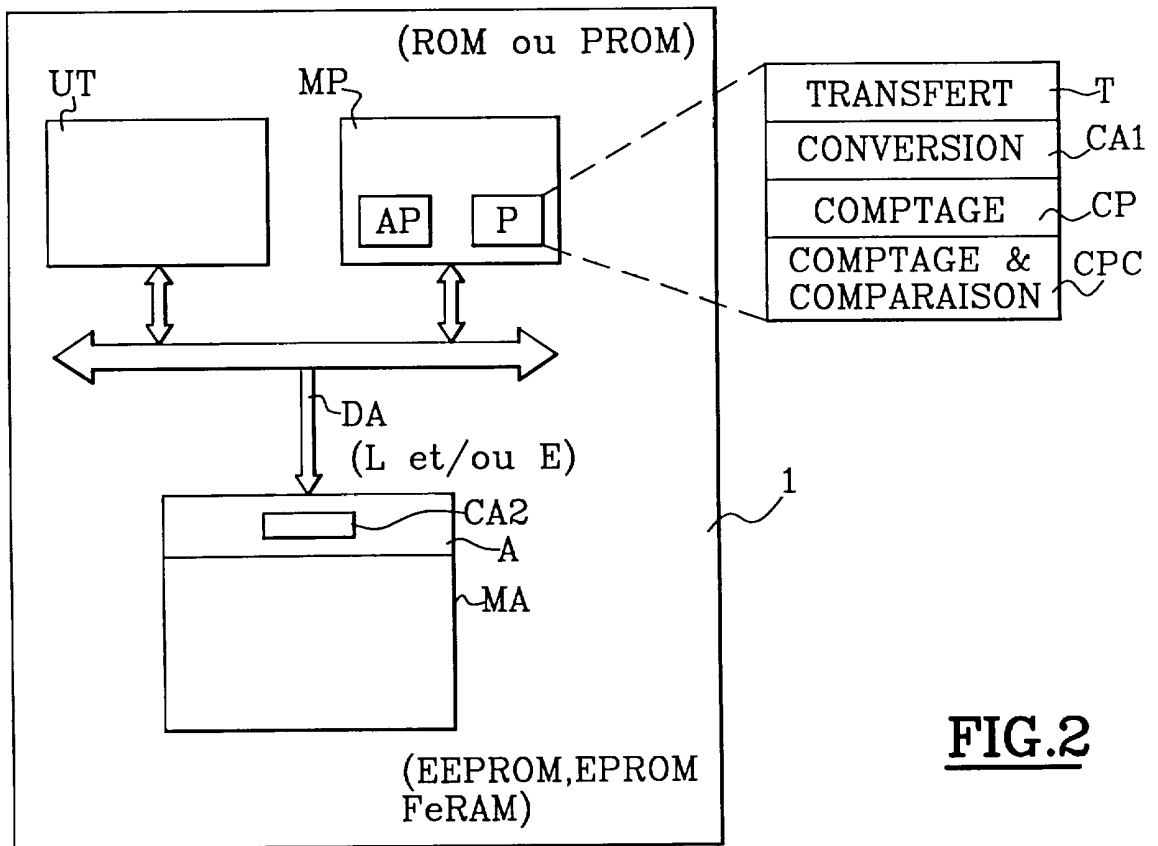 (ROM ou PROM)
UT
MP
TRANSFERT
T
CONVERSION
CA1
AP
P
COMPTAGE
CP
COMPTAGE &
COMPARAISON
CPC
DA
(L et/ou E)
1
CA2
A
MA
FIG.2
(EEPROM,EPROM
FeRAM)